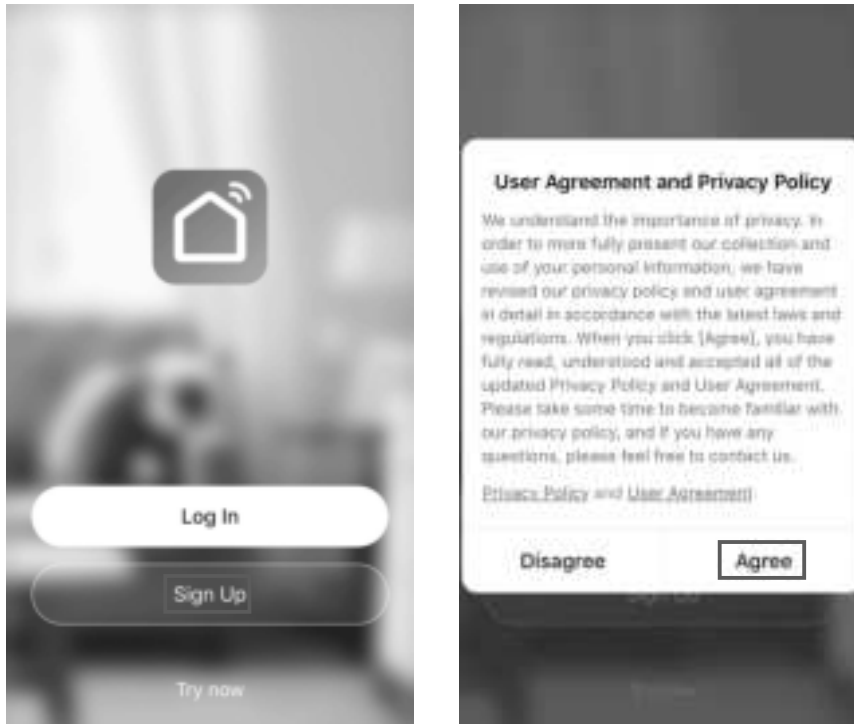 Log In
Sign Up
Try now
User Agreement and Privacy Policy
We understand the importance of privacy. In
order to more fully present our collection and
use of your personal information, we have
revised our privacy policy and user agreement
in detail in accordance with the latest laws and
regulations. When you click [Agree], you have
fully read, understood and accepted all of the
updated Privacy Policy and User Agreement.
Please take some time to become familiar with
our privacy policy, and if you have any
questions, please feel free to contact us.
Privacy Policy and User Agreement
Disagree Agree